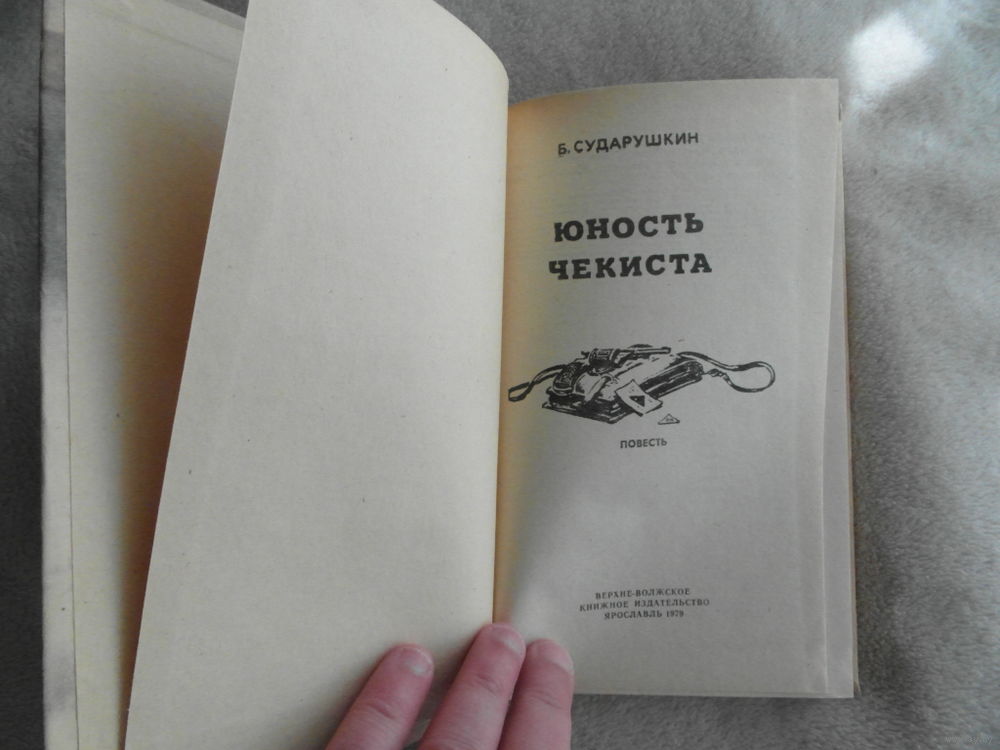 Б. СУДАРУШКИН
ЮНОСТЬ
ЧЕКИСТА
ПОВЕСТЬ
ВЕРХНЕ-ВОЛЖСКОЕ
КНИЖНОЕ ИЗДАТЕЛЬСТВО
ЯРОСЛАВЛЬ 1979